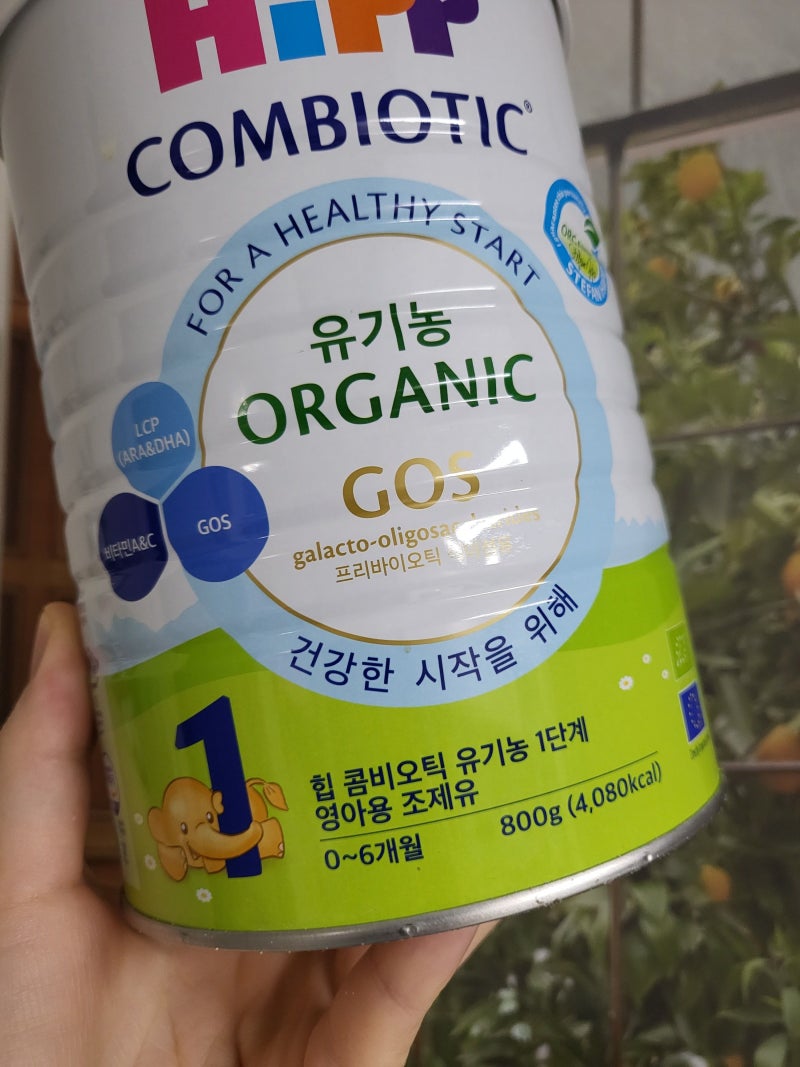 HiPP
COMBIOTIC®
FOR A HEALTHY START
ORGANIC
STEFAN
유기농
ORGANIC
LCP
(ARA&DHA)
비타민A&C
GOS
GOS
프리바이오틱
건강한 시작을 위해
1
힙 콤비오틱 유기농 1단계
영아용 조제유
0~6개월
800g (4,080kcal)